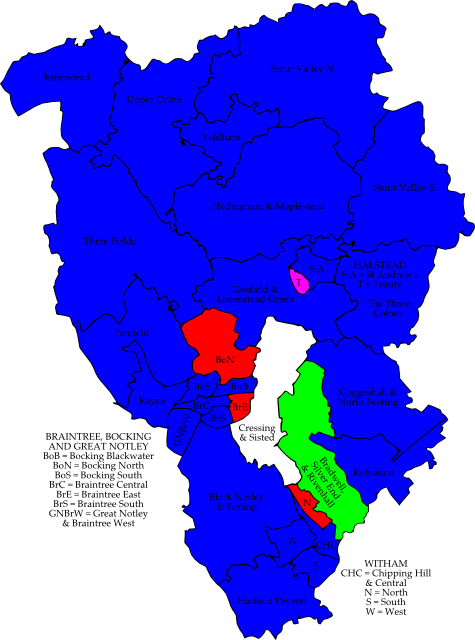 Stour Valley N.
Bumpstead
Upper Colne
Yeldham
Stour Valley S.
Hedingham & Maplestead
Three Fields
HALSTEAD
StA = St Andrew
T = Trinity
StA
T
Gosfield &
Greenstead Green
The Three
Colnes
Panfield
BoN
BoS
BoB
Rayne
BrC
BrE
BrS
GNBrW
Coggeshall &
North Feering
Cressing
& Sisted
Kelvedon
Bradwell,
Silver End
& Rivenhall
BRAINTREE, BOCKING
AND GREAT NOTLEY
BoB = Bocking Blackwater
BoN = Bocking North
BoS = Bocking South
BrC = Braintree Central
BrE = Braintree East
BrS = Braintree South
GNBrW = Great Notley
& Braintree West
Black Notley
& Terling
N
W
CHC
S
Hatfield Peverel
WITHAM
CHC = Chipping Hill
& Central
N = North
S = South
W = West